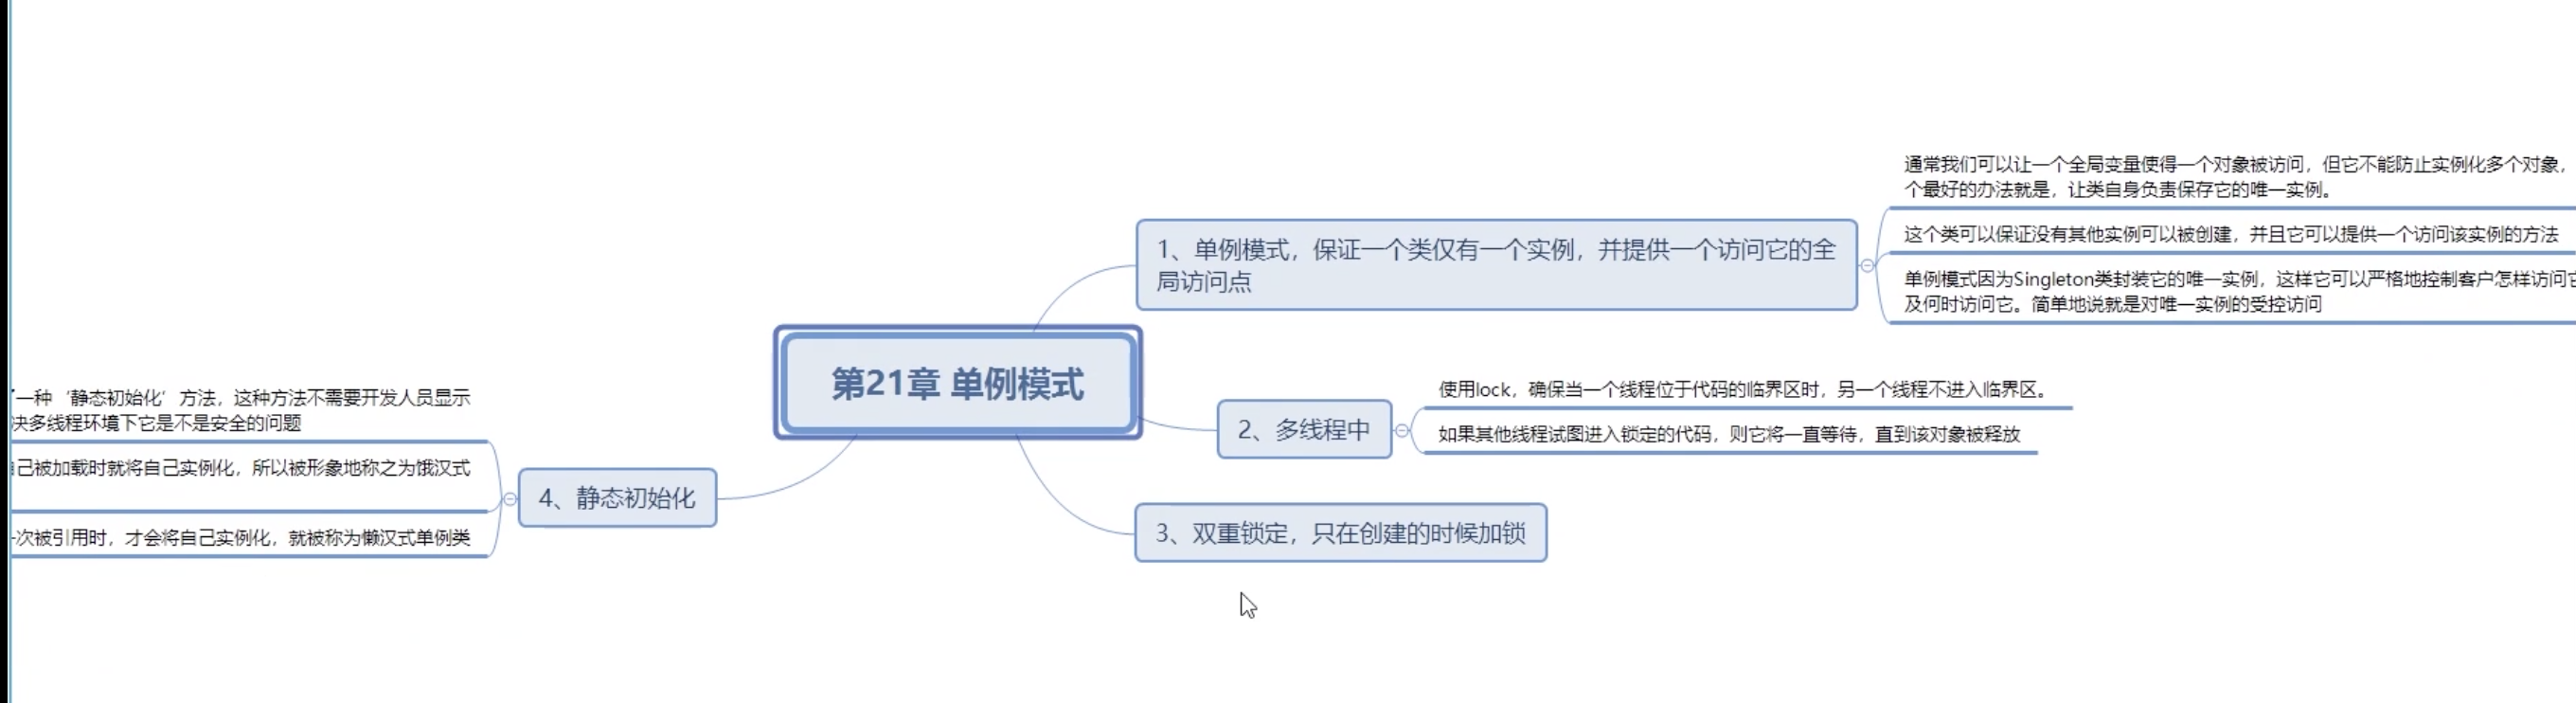 第21章 单例模式
1、单例模式，保证一个类仅有一个实例，并提供一个访问它的全
局访问点
通常我们可以让一个全局变量使得一个对象被访问，但它不能防止实例化多个对象，
个最好的办法就是，让类自身负责保存它的唯一实例。
这个类可以保证没有其他实例可以被创建，并且它可以提供一个访问该实例的方法
单例模式因为Singleton类封装它的唯一实例，这样它可以严格地控制客户怎样访问
及何时访问它。简单地说就是对唯一实例的受控访问
2、多线程中
使用lock，确保当一个线程位于代码的临界区时，另一个线程不进入临界区。
如果其他线程试图进入锁定的代码，则它将一直等待，直到该对象被释放
3、双重锁定，只在创建的时候加锁
4、静态初始化
一种‘静态初始化’方法，这种方法不需要开发人员显示
决多线程环境下它是不是安全的问题
己被加载时就将自己实例化，所以被形象地称之为饿汉式
次被引用时，才会将自己实例化，就被称为懒汉式单例类